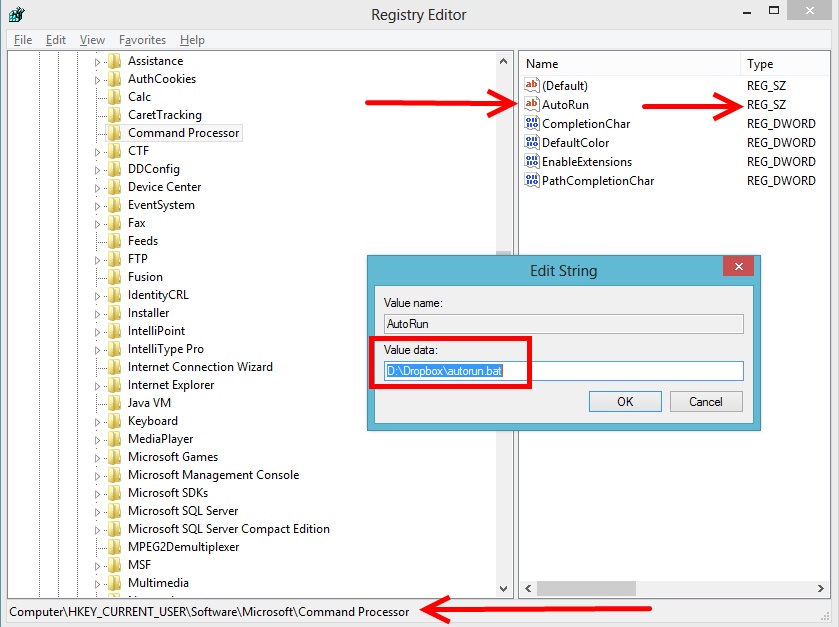 Registry Editor
File Edit View Favorites Help
Assistance
AuthCookies
Calc
CaretTracking
Command Processor
CTF
DDConfig
Device Center
EventSystem
Fax
Feeds
FTP
Fusion
IdentityCRL
Installer
IntelliPoint
IntelliType Pro
Internet Connection Wizard
Internet Explorer
Java VM
Keyboard
MediaPlayer
Microsoft Games
Microsoft Management Console
Microsoft SDKs
Microsoft SQL Server
Microsoft SQL Server Compact Edition
MPEG2Demultiplexer
MSF
Multimedia
Name Type
(Default) REG_SZ
AutoRun REG_SZ
CompletionChar REG_DWORD
DefaultColor REG_DWORD
EnableExtensions REG_DWORD
PathCompletionChar REG_DWORD
Edit String
Value name:
AutoRun
Value data:
D:\Dropbox\autorun.bat
OK Cancel
Computer\HKEY_CURRENT_USER\Software\Microsoft\Command Processor